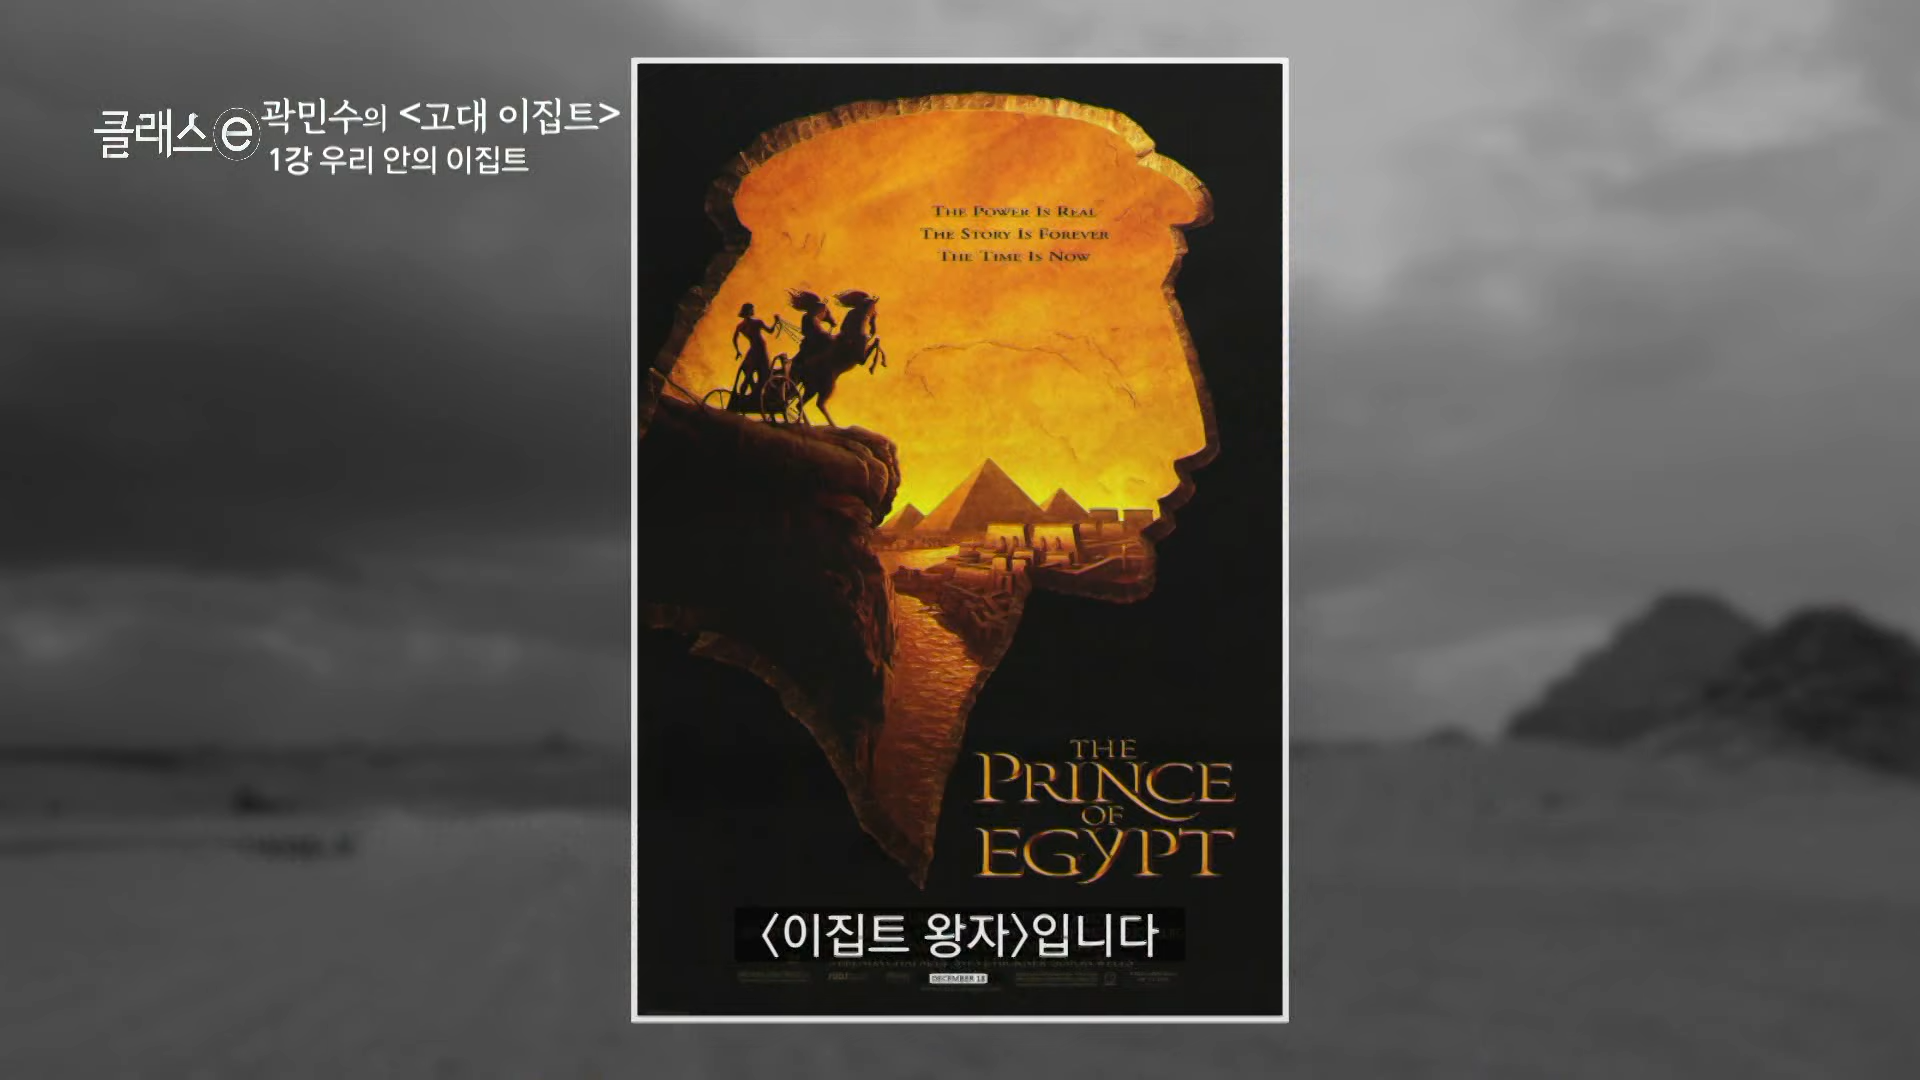 클래스e
곽민수의 <고대 이집트>
1강 우리 안의 이집트
THE POWER IS REAL
THE STORY IS FOREVER
THE TIME IS NOW
THE
PRINCE
OF
EGYPT
〈이집트 왕자〉입니다
DECEMBER 18